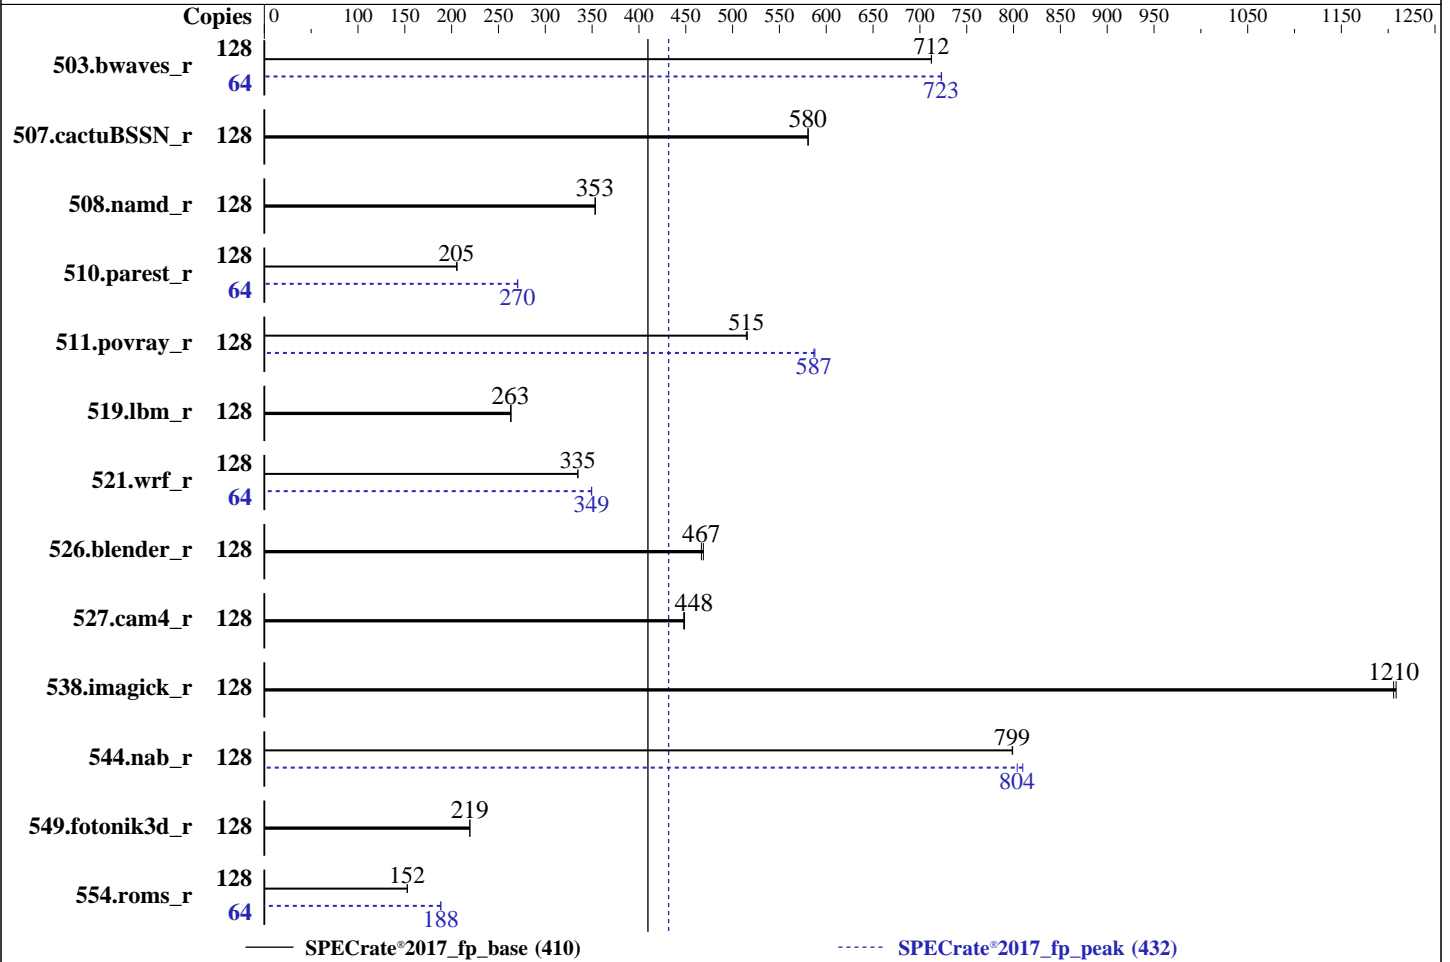 Copies 0 100 150 200 250 300 350 400 450 500 550 600 650 700 750 800 850 900 950 1050 1150 1250
503.bwaves_r 128 712
64 723
507.cactuBSSN_r 128 580
508.namd_r 128 353
510.parest_r 128 205
64 270
511.povray_r 128 515
587
519.lbm_r 128 263
521.wrf_r 128 335
64 349
526.blender_r 128 467
527.cam4_r 128 448
538.imagick_r 128 1210
544.nab_r 128 799
804
549.fotonik3d_r 128 219
554.roms_r 128 152
64 188
SPECrate®2017_fp_base (410) SPECrate®2017_fp_peak (432)